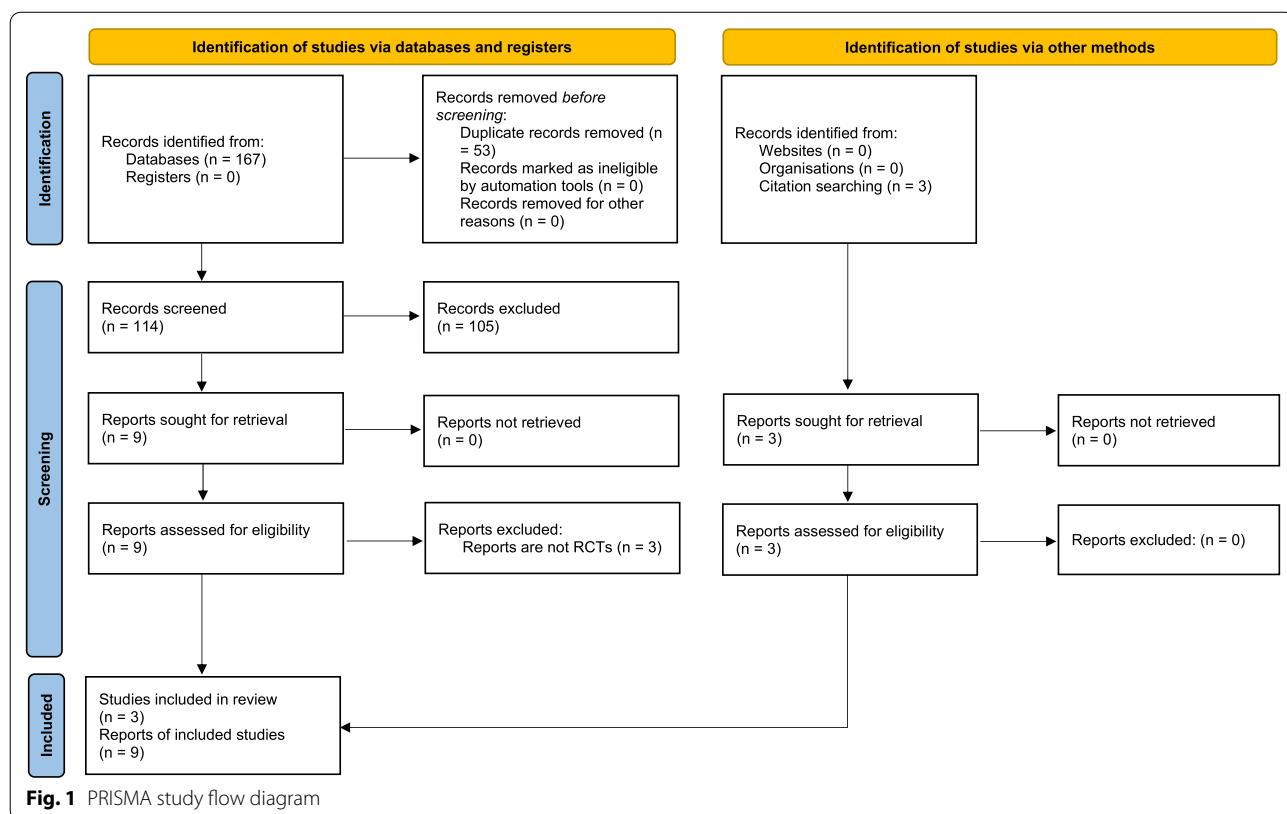 Identification of studies via databases and registers
Identification of studies via other methods
Identification
Records identified from:
Databases (n = 167)
Registers (n = 0)
Records removed before
screening:
Duplicate records removed (n
= 53)
Records marked as ineligible
by automation tools (n = 0)
Records removed for other
reasons (n = 0)
Records identified from:
Websites (n = 0)
Organisations (n = 0)
Citation searching (n = 3)
Screening
Records screened
(n = 114)
Records excluded
(n = 105)
Reports sought for retrieval
(n = 9)
Reports not retrieved
(n = 0)
Reports sought for retrieval
(n = 3)
Reports not retrieved
(n = 0)
Reports assessed for eligibility
(n = 9)
Reports excluded:
Reports are not RCTs (n = 3)
Reports assessed for eligibility
(n = 3)
Reports excluded: (n = 0)
Included
Studies included in review
(n = 3)
Reports of included studies
(n = 9)
Fig. 1 PRISMA study flow diagram